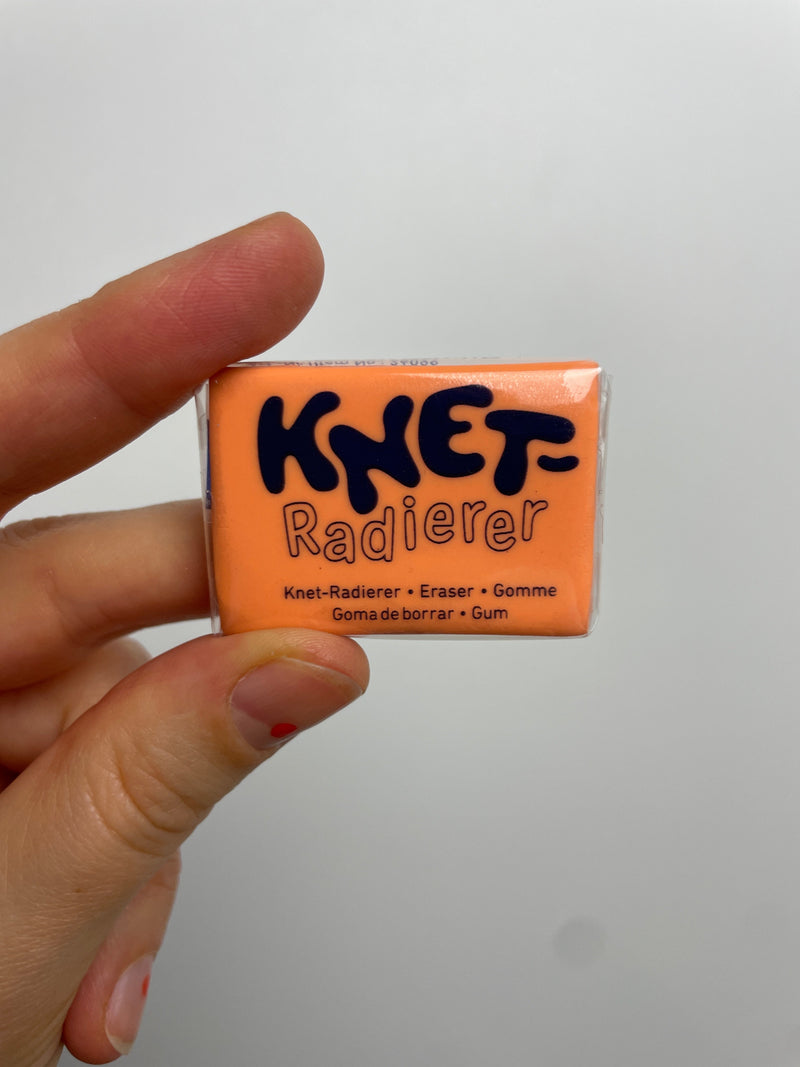 KNET-
Radierer
Knet-Radierer • Eraser • Gomme
Goma de borrar • Gum